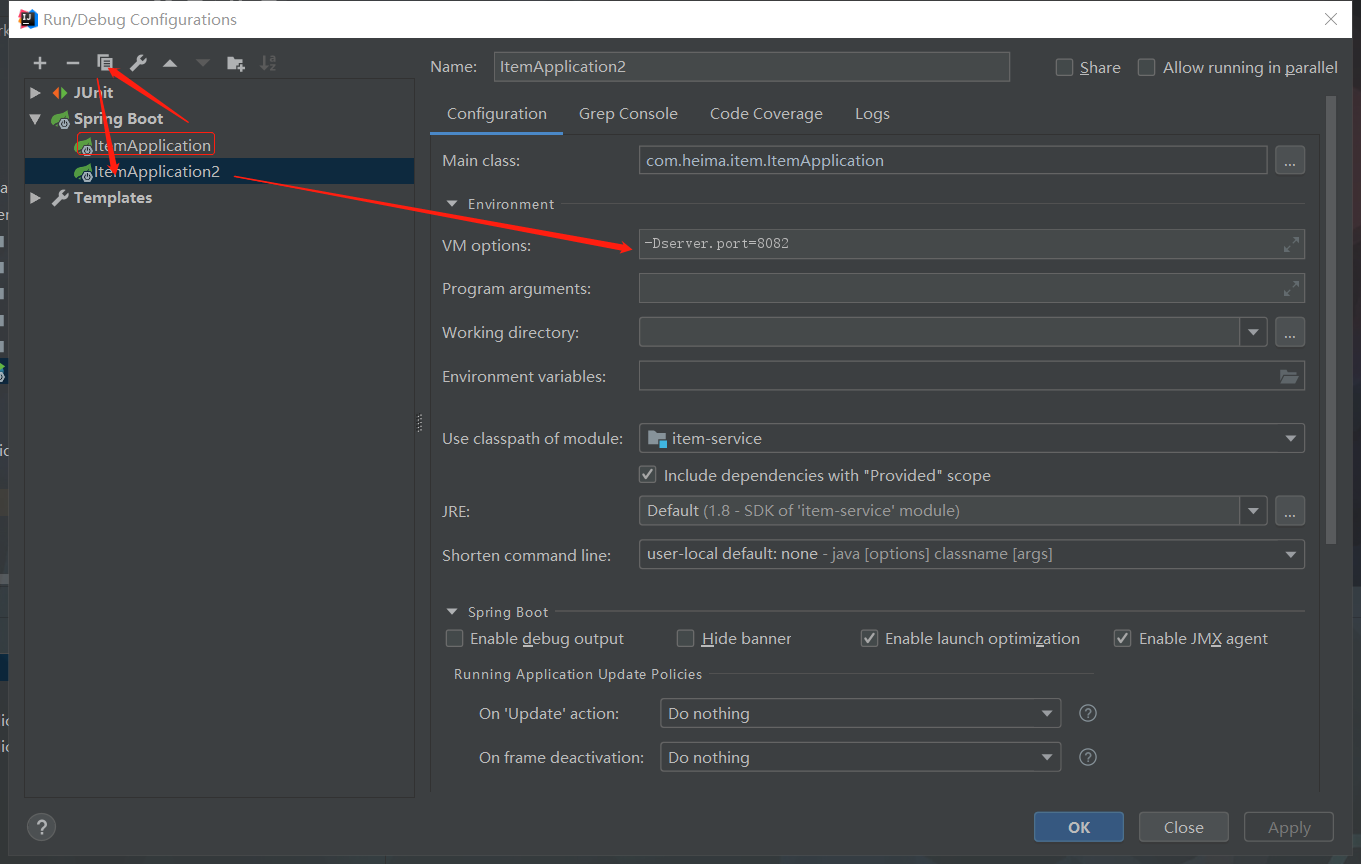 Run/Debug Configurations
Name: ItemApplication2 Share Allow running in parallel
JUnit
Spring Boot
ItemApplication
ItemApplication2
Templates
Configuration Grep Console Code Coverage Logs
Main class: com.heima.item.ItemApplication ...
Environment
VM options: -Dserver.port=8082
Program arguments:
Working directory: ...
Environment variables:
Use classpath of module: item-service
Include dependencies with "Provided" scope
JRE: Default (1.8 - SDK of 'item-service' module) ...
Shorten command line: user-local default: none - java [options] classname [args]
Spring Boot
Enable debug output Hide banner Enable launch optimization Enable JMX agent
Running Application Update Policies
On 'Update' action: Do nothing ?
On frame deactivation: Do nothing ?
? OK Close Apply